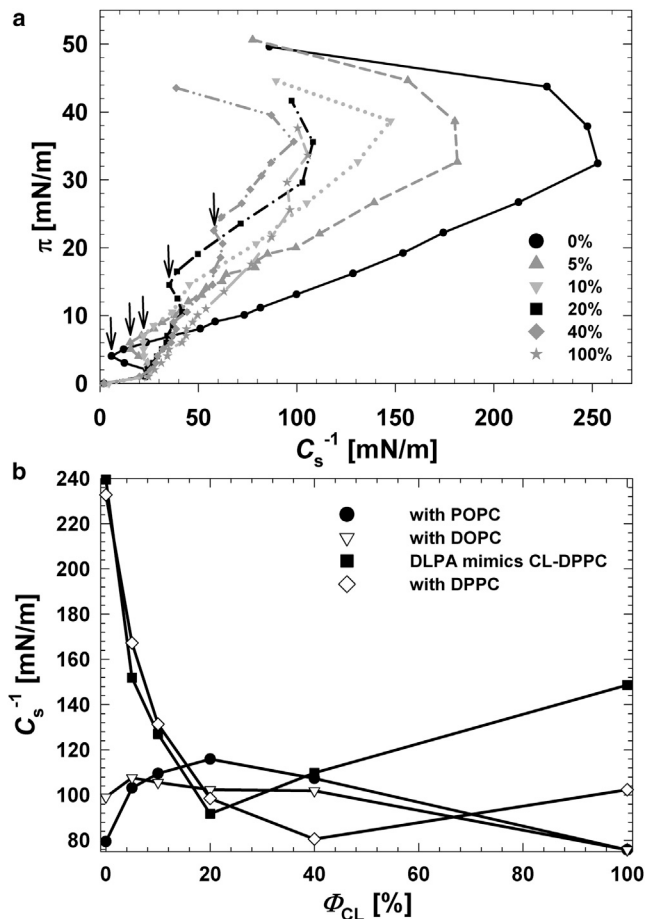 a
50
40
30
20
10
0
π [mN/m]
0%
5%
10%
20%
40%
100%
0 50 100 150 200 250
C_s^-1 [mN/m]
b
240
220
200
180
160
140
120
100
80
C_s^-1 [mN/m]
with POPC
with DOPC
DLPA mimics CL-DPPC
with DPPC
0 20 40 60 80 100
Φ_CL [%]